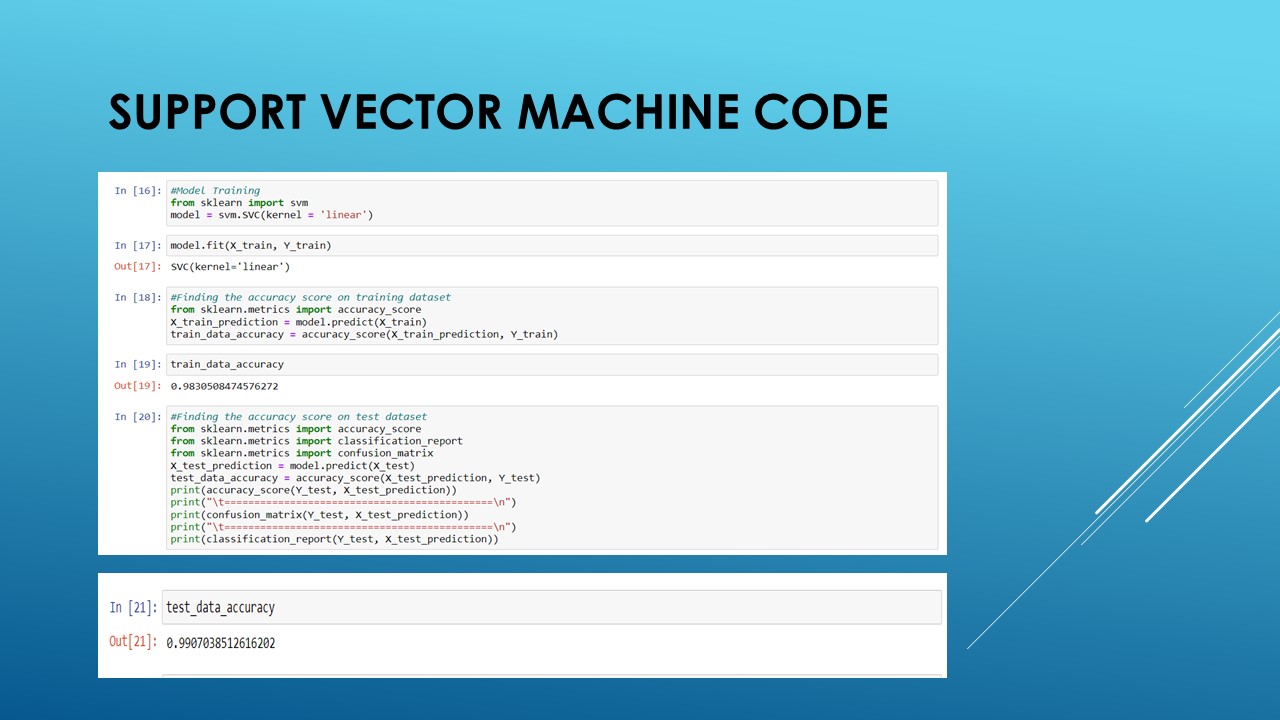 SUPPORT VECTOR MACHINE CODE
In [16]: #Model Training
from sklearn import svm
model = svm.SVC(kernel = 'linear')
In [17]: model.fit(X_train, Y_train)
Out[17]: SVC(kernel='linear')
In [18]: #Finding the accuracy score on training dataset
from sklearn.metrics import accuracy_score
X_train_prediction = model.predict(X_train)
train_data_accuracy = accuracy_score(X_train_prediction, Y_train)
In [19]: train_data_accuracy
Out[19]: 0.9830508474576272
In [20]: #Finding the accuracy score on test dataset
from sklearn.metrics import accuracy_score
from sklearn.metrics import classification_report
from sklearn.metrics import confusion_matrix
X_test_prediction = model.predict(X_test)
test_data_accuracy = accuracy_score(X_test_prediction, Y_test)
print(accuracy_score(Y_test, X_test_prediction))
print("\t=============================================\n")
print(confusion_matrix(Y_test, X_test_prediction))
print("\t=============================================\n")
print(classification_report(Y_test, X_test_prediction))
In [21]: test_data_accuracy
Out[21]: 0.9907038512616202